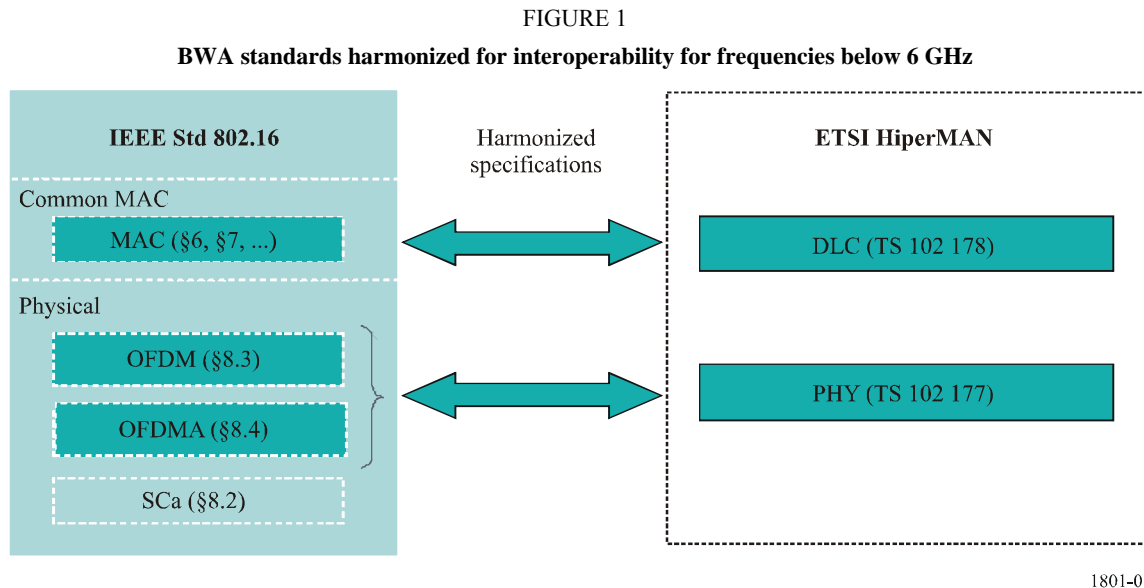 FIGURE 1
BWA standards harmonized for interoperability for frequencies below 6 GHz
IEEE Std 802.16
Harmonized
specifications
ETSI HiperMAN
Common MAC
MAC (§6, §7, ...)
DLC (TS 102 178)
Physical
OFDM (§8.3)
OFDMA (§8.4)
PHY (TS 102 177)
SCa (§8.2)
1801-0